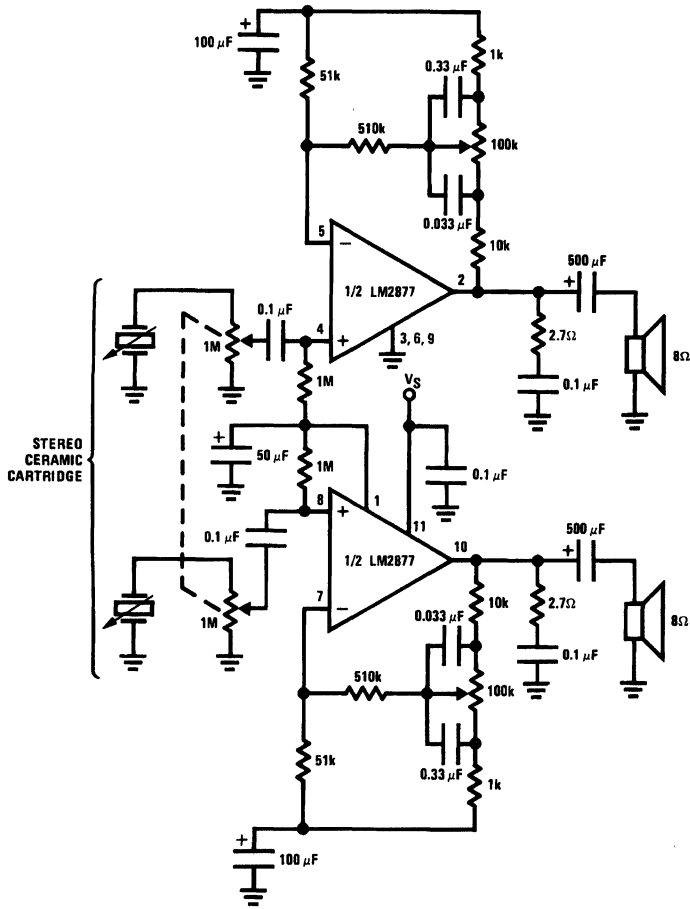 +
100 μF
51k
1k
0.33 μF
510k
100k
0.033 μF
10k
5
−
1/2 LM2877
2
+
500 μF
0.1 μF
4
+
3, 6, 9
2.7Ω
8Ω
1M
1M
0.1 μF
VS
STEREO
CERAMIC
CARTRIDGE
+
50 μF
1M
0.1 μF
8
+
1
11
0.1 μF
1/2 LM2877
10
+
500 μF
7
−
1M
10k
2.7Ω
8Ω
0.033 μF
0.1 μF
510k
100k
0.33 μF
51k
1k
+
100 μF